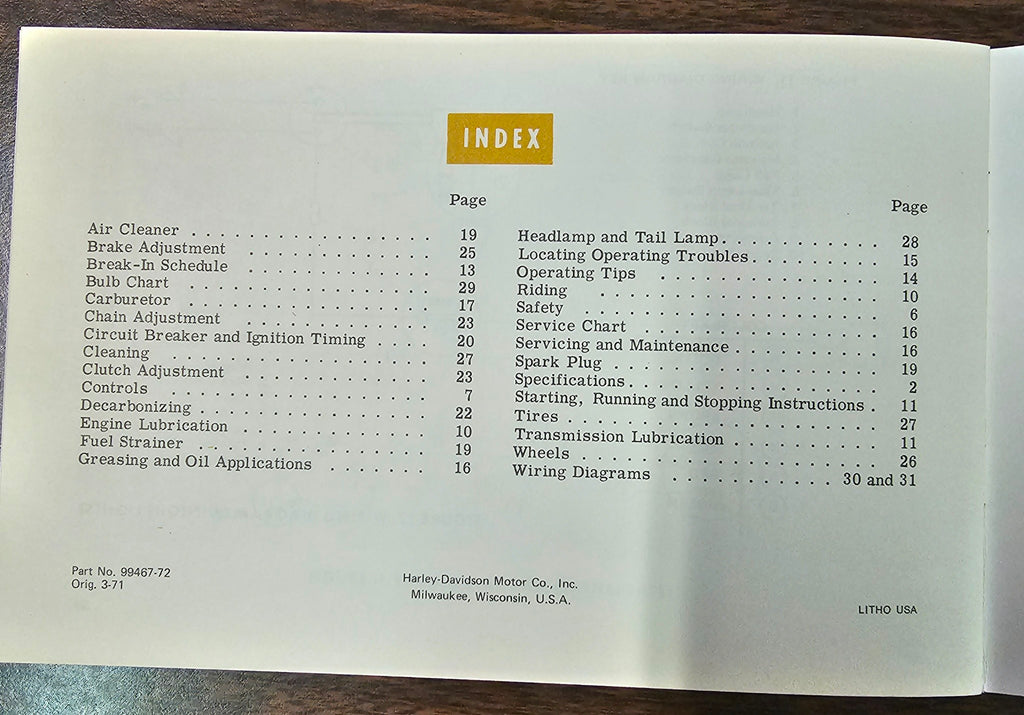 INDEX
Page
Air Cleaner . . . . . . . . . . . . . . . . 19
Brake Adjustment . . . . . . . . . . . . 25
Break-In Schedule . . . . . . . . . . . . 13
Bulb Chart . . . . . . . . . . . . . . . . 29
Carburetor . . . . . . . . . . . . . . . . 17
Chain Adjustment . . . . . . . . . . . . 23
Circuit Breaker and Ignition Timing . . . . 20
Cleaning . . . . . . . . . . . . . . . . . 27
Clutch Adjustment . . . . . . . . . . . . 23
Controls . . . . . . . . . . . . . . . . . 7
Decarbonizing . . . . . . . . . . . . . . . 22
Engine Lubrication . . . . . . . . . . . . 10
Fuel Strainer . . . . . . . . . . . . . . . 19
Greasing and Oil Applications . . . . . . . 16
Page
Headlamp and Tail Lamp . . . . . . . . . . . 28
Locating Operating Troubles . . . . . . . . . 15
Operating Tips . . . . . . . . . . . . . . 14
Riding . . . . . . . . . . . . . . . . . . 10
Safety . . . . . . . . . . . . . . . . . . . 6
Service Chart . . . . . . . . . . . . . . . 16
Servicing and Maintenance . . . . . . . . . . 16
Spark Plug . . . . . . . . . . . . . . . . . 19
Specifications . . . . . . . . . . . . . . . . 2
Starting, Running and Stopping Instructions . 11
Tires . . . . . . . . . . . . . . . . . . . . 27
Transmission Lubrication . . . . . . . . . . 11
Wheels . . . . . . . . . . . . . . . . . . . 26
Wiring Diagrams . . . . . . . . . . . 30 and 31
Part No. 99467-72
Orig. 3-71
Harley-Davidson Motor Co., Inc.
Milwaukee, Wisconsin, U.S.A.
LITHO USA